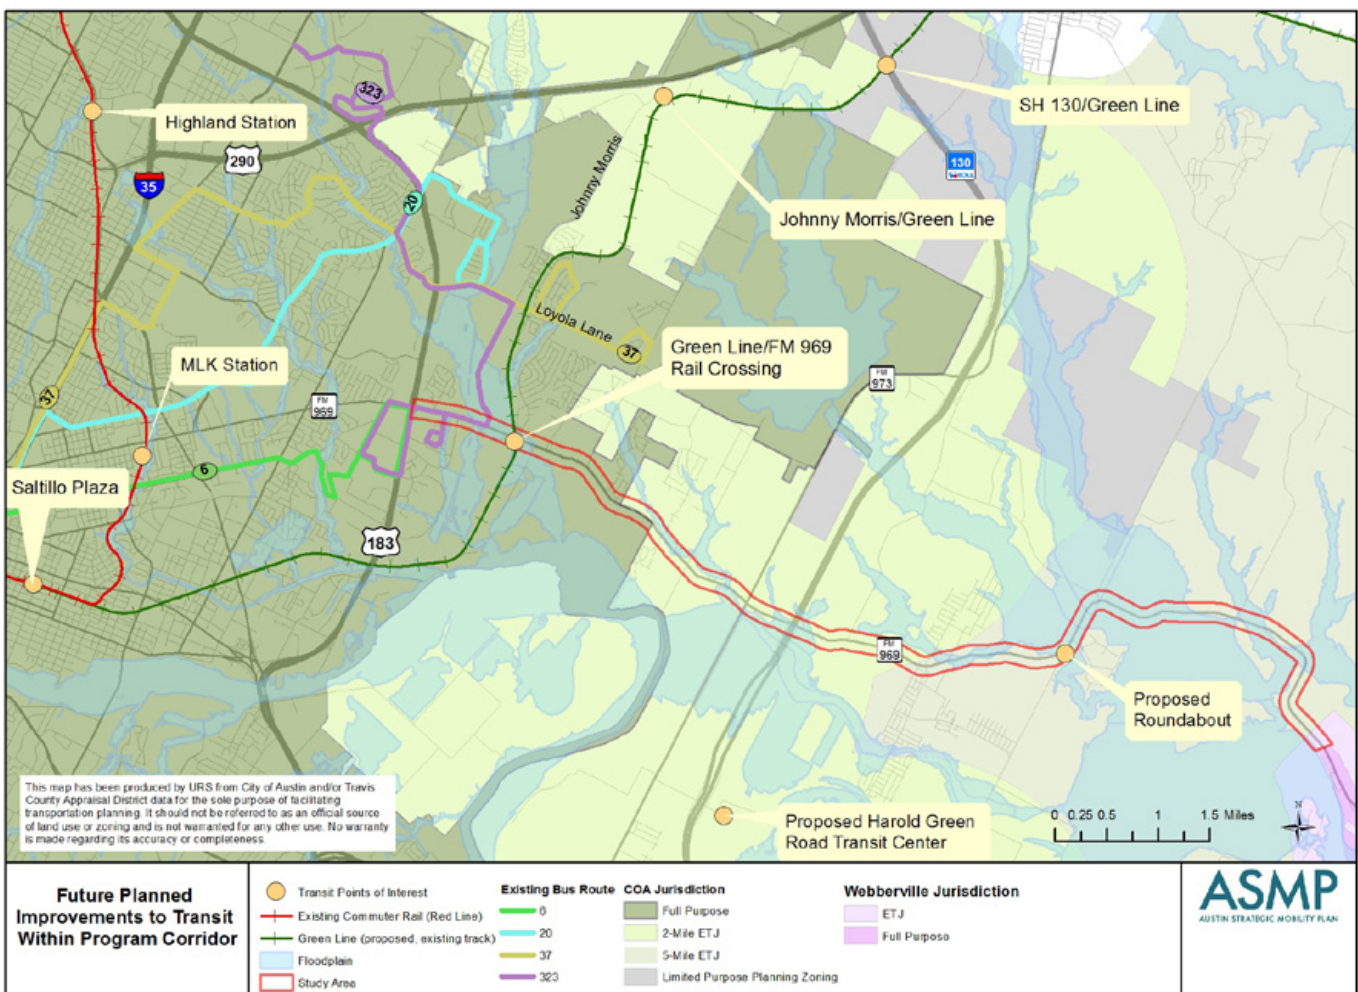 323
Highland Station
290
35
20
Johnny Morris
SH 130/Green Line
130
Johnny Morris/Green Line
Loyola Lane
37
Green Line/FM 969
Rail Crossing
FM
973
MLK Station
37
FM
969
6
Saltillo Plaza
183
FM
969
Proposed
Roundabout
Proposed Harold Green
Road Transit Center
0 0.25 0.5 1 1.5 Miles
N
This map has been produced by URS from City of Austin and/or Travis
County Appraisal District data for the sole purpose of facilitating
transportation planning. It should not be referred to as an official source
of land use or zoning and is not warranted for any other use. No warranty
is made regarding its accuracy or completeness.
Future Planned
Improvements to Transit
Within Program Corridor
Transit Points of Interest
Existing Commuter Rail (Red Line)
Green Line (proposed, existing track)
Floodplain
Study Area
Existing Bus Route
6
20
37
323
COA Jurisdiction
Full Purpose
2-Mile ETJ
5-Mile ETJ
Limited Purpose Planning Zoning
Webberville Jurisdiction
ETJ
Full Purpose
ASMP
AUSTIN STRATEGIC MOBILITY PLAN